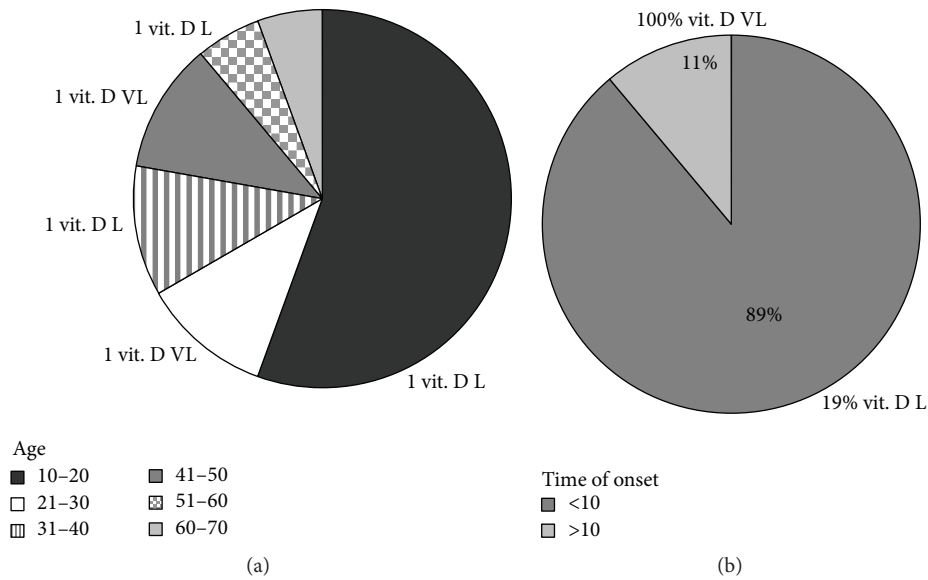 1 vit. D L
1 vit. D VL
1 vit. D L
1 vit. D VL
1 vit. D L
Age
10–20
21–30
31–40
41–50
51–60
60–70
(a)
100% vit. D VL
11%
89%
19% vit. D L
Time of onset
<10
>10
(b)